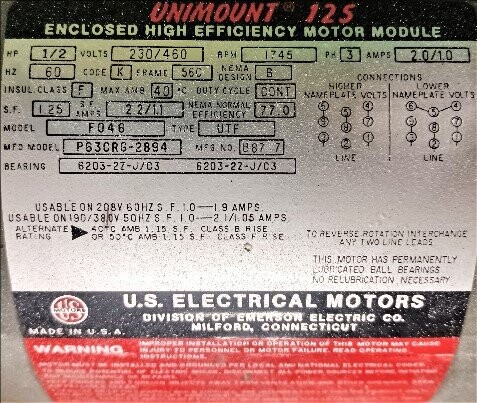 UNIMOUNT® 125
ENCLOSED HIGH EFFICIENCY MOTOR MODULE
HP 1/2 VOLTS 230/460 RPM 1745 PH 3 AMPS 2.0/1.0
HZ 60 CODE K FRAME 56C NEMA DESIGN B
CONNECTIONS
INSUL CLASS F MAX AMB 40 °C DUTY CYCLE CONT
HIGHER NAMEPLATE VOLTS
LOWER NAMEPLATE VOLTS
S.F. 1.25 S.F. AMPS 2.2/1.1 NEMA NORMAL EFFICIENCY 77.0
MODEL F046 TYPE UTF
MFD MODEL P63CRG-2894 MFG. NO. B87 7
LINE LINE
BEARING 6203-2Z-J/C3 6203-2Z-J/C3
USABLE ON 208V 60HZ S.F. 1.0—1.9 AMPS.
USABLE ON 190/380V 50HZ S.F. 1.0—2.1/1.05 AMPS
ALTERNATE RATING ▶ 40°C AMB 1.15 S.F. CLASS B RISE
OR 50°C AMB 1.15 S.F. CLASS F RISE
TO REVERSE ROTATION INTERCHANGE
ANY TWO LINE LEADS.
THIS MOTOR HAS PERMANENTLY
LUBRICATED BALL BEARINGS
NO RELUBRICATION NECESSARY
U.S. MOTORS
U.S. ELECTRICAL MOTORS
DIVISION OF EMERSON ELECTRIC CO.
MILFORD, CONNECTICUT
MADE IN U.S.A.
WARNING IMPROPER INSTALLATION OR OPERATION OF THIS MOTOR MAY CAUSE
INJURY TO PERSONNEL OR MOTOR FAILURE. READ OPERATING
INSTRUCTIONS.